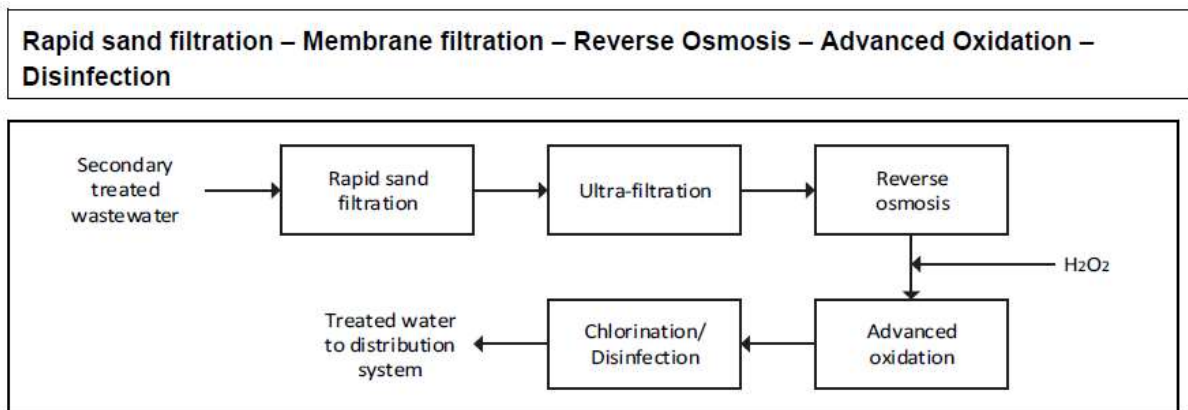 Rapid sand filtration – Membrane filtration – Reverse Osmosis – Advanced Oxidation –
Disinfection
Secondary
treated
wastewater
Rapid sand
filtration
Ultra-filtration
Reverse
osmosis
H2O2
Advanced
oxidation
Chlorination/
Disinfection
Treated water
to distribution
system